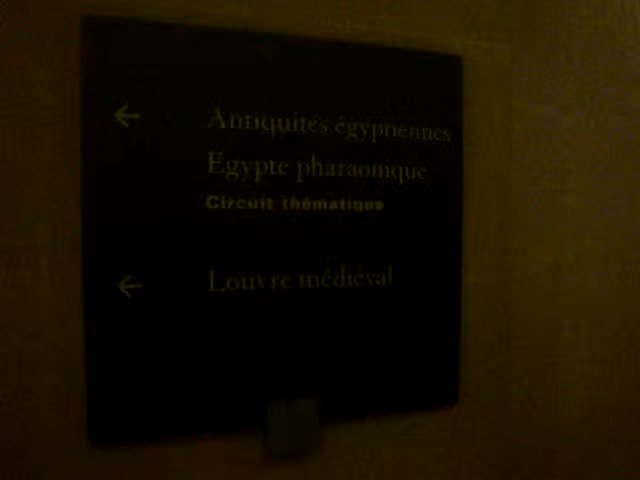 ← Antiquités égyptiennes
Egypte pharaonique
Circuit thématique
← Louvre médiéval